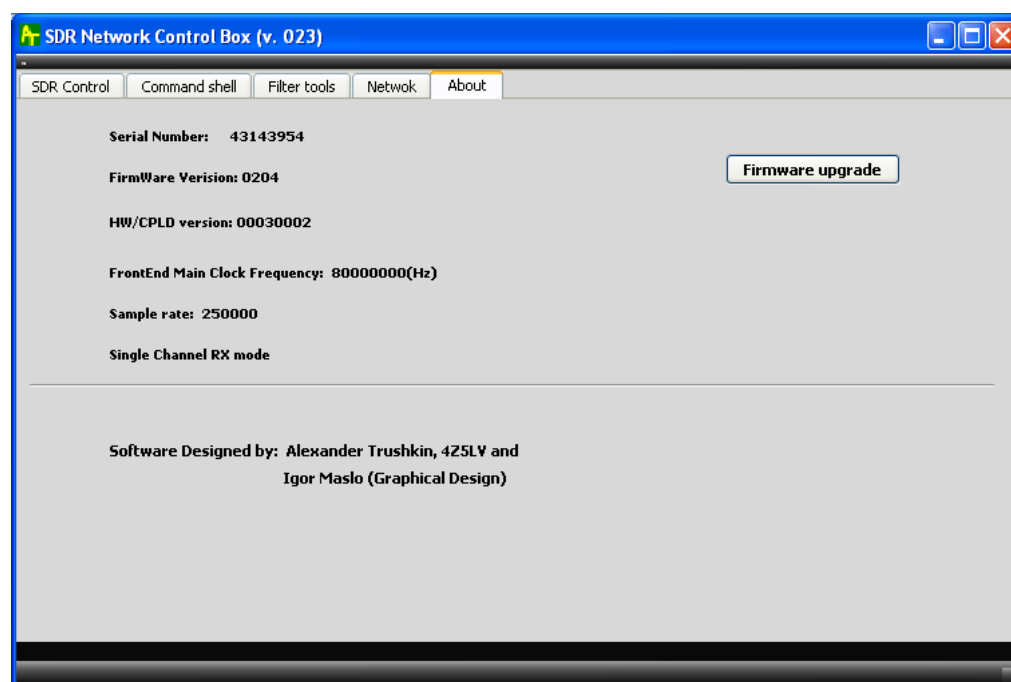 SDR Network Control Box (v. 023)
SDR Control Command shell Filter tools Netwok About
Serial Number: 43143954
Firmware upgrade
FirmWare Verision: 0204
HW/CPLD version: 00030002
FrontEnd Main Clock Frequency: 80000000(Hz)
Sample rate: 250000
Single Channel RX mode
Software Designed by: Alexander Trushkin, 4Z5LV and
Igor Maslo (Graphical Design)